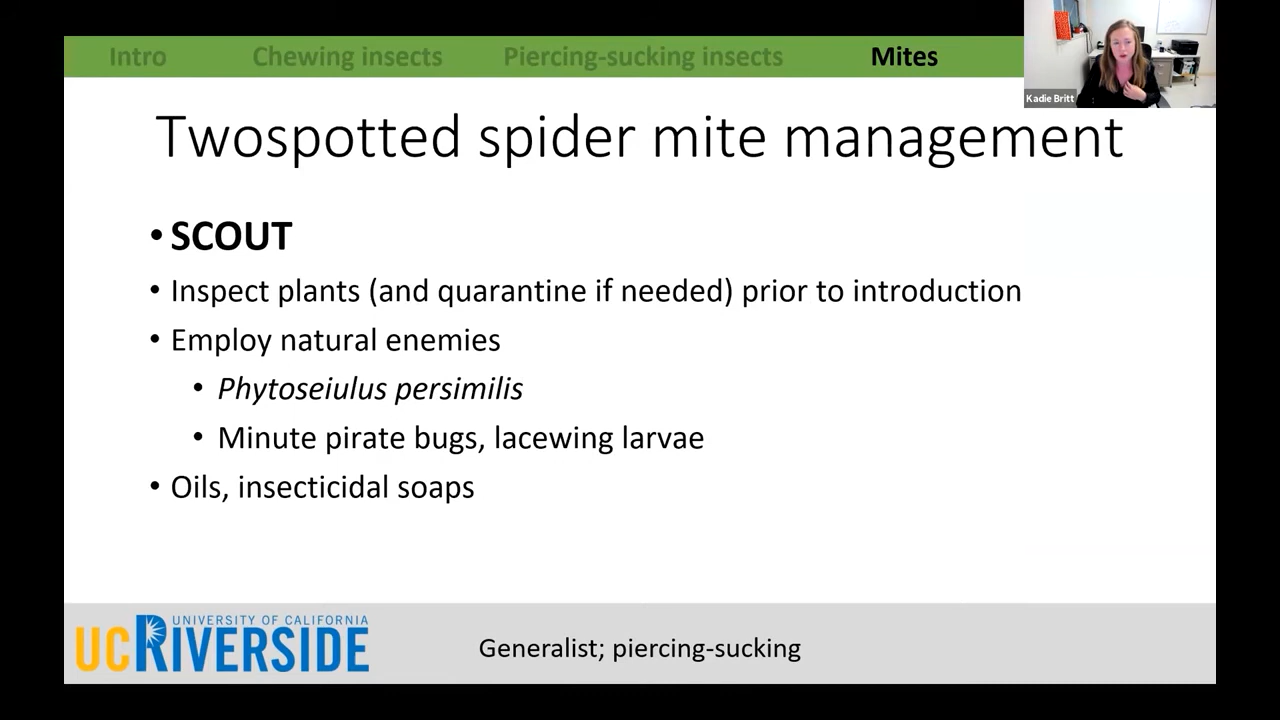 Intro
Chewing insects
Piercing-sucking insects
Mites
Kadie Britt
Twospotted spider mite management
• SCOUT
• Inspect plants (and quarantine if needed) prior to introduction
• Employ natural enemies
• Phytoseiulus persimilis
• Minute pirate bugs, lacewing larvae
• Oils, insecticidal soaps
UNIVERSITY OF CALIFORNIA
UCRIVERSIDE
Generalist; piercing-sucking